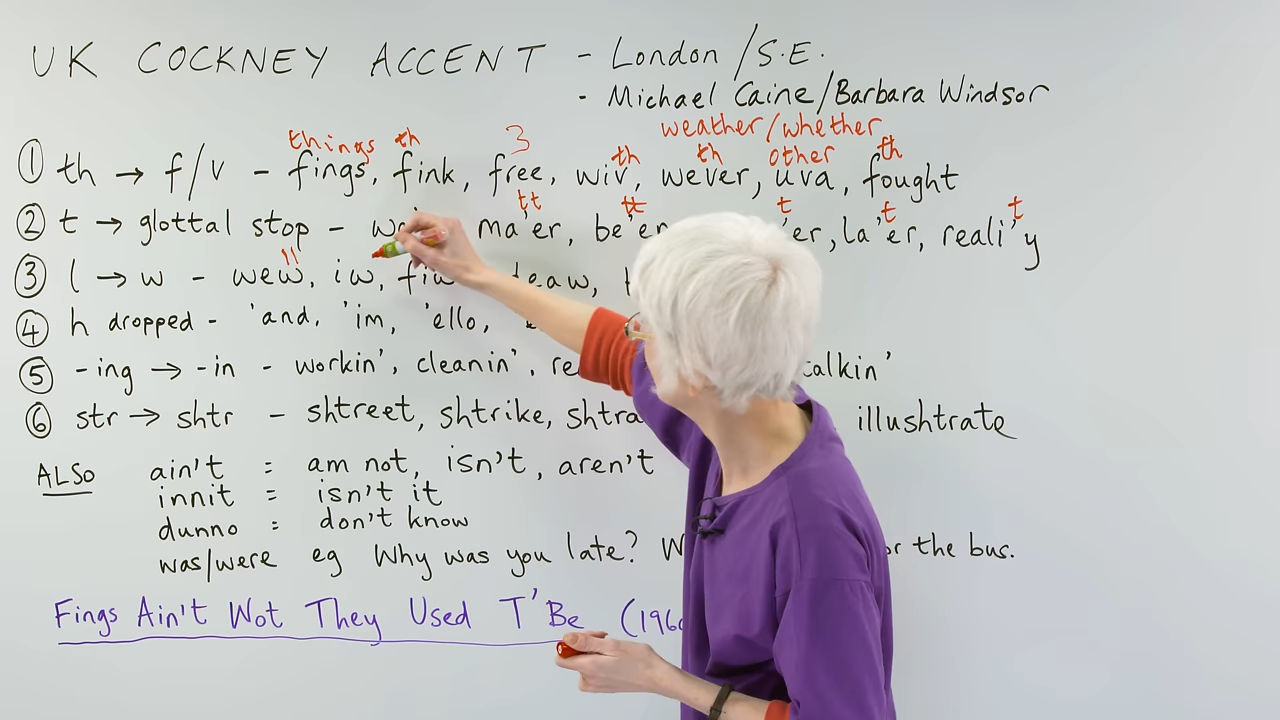 UK COCKNEY ACCENT - London / S.E.
- Michael Caine/Barbara Windsor
things th 3 weather/whether
th th other th
① th → f/v - fings, fink, free, wiv, wever, uva, fought
tt tt t t t
② t → glottal stop - ma'er, be'er 'er, la'er, reali'y
ll
③ l → w - wew, iw, fiw
④ h dropped - 'and, 'im, 'ello,
⑤ -ing → -in - workin', cleanin', talkin'
⑥ str → shtr - shtreet, shtrike, illushtrate
ALSO ain't = am not, isn't, aren't
innit = isn't it
dunno = don't know
was/were eg Why was you late? the bus.
Fings Ain't Wot They Used T'Be